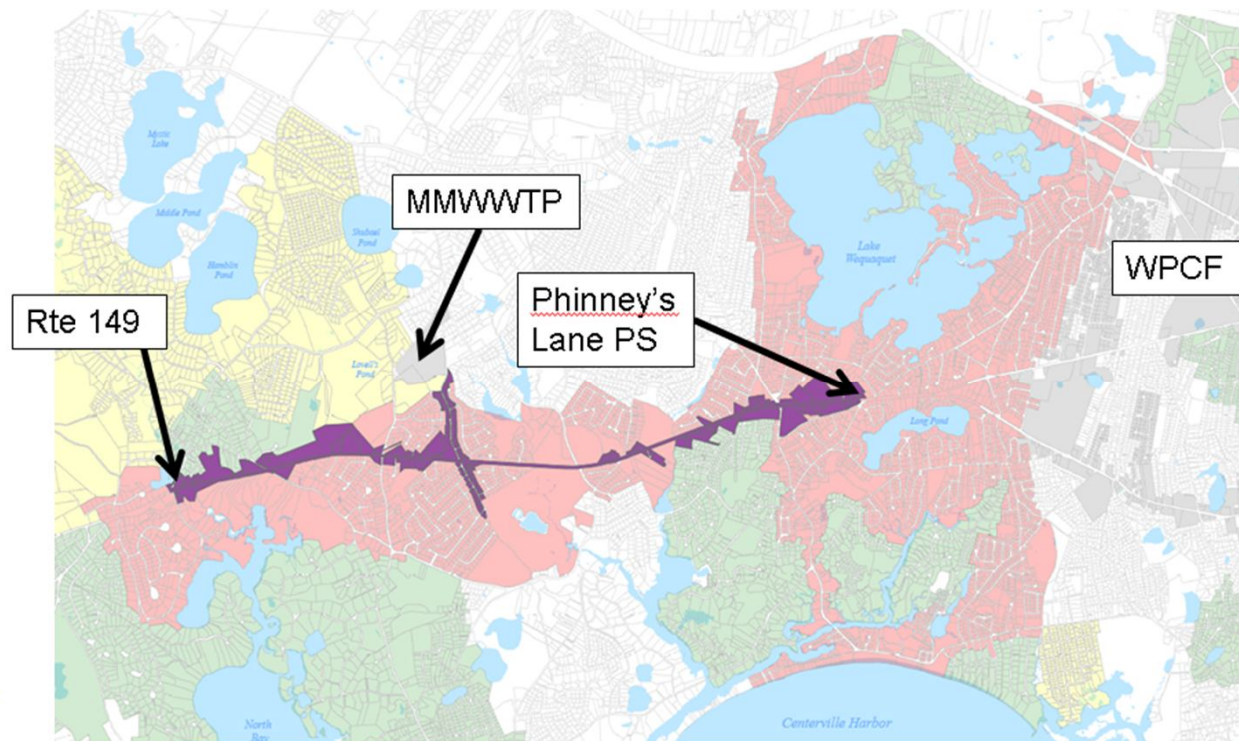 Mystic
Lake
Middle Pond
Hamblin
Pond
Shubael
Pond
MMWWTP
Lake
Wequaquet
WPCF
Phinney's
Lane PS
Rte 149
Lovell's
Pond
Long Pond
North
Bay
Centerville Harbor